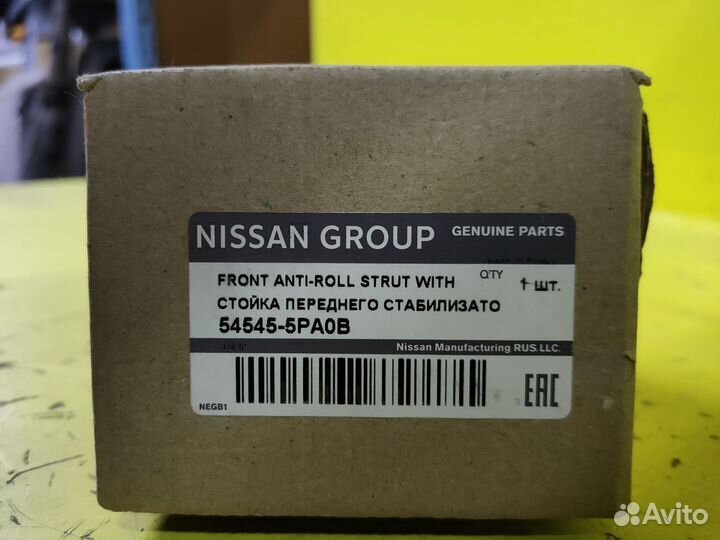 NISSAN GROUP GENUINE PARTS
FRONT ANTI-ROLL STRUT WITH Q'TY 1 шт.
СТОЙКА ПЕРЕДНЕГО СТАБИЛИЗАТО
54545-5PA0B
Nissan Manufacturing RUS LLC.
NEGB1
EAC
Avito